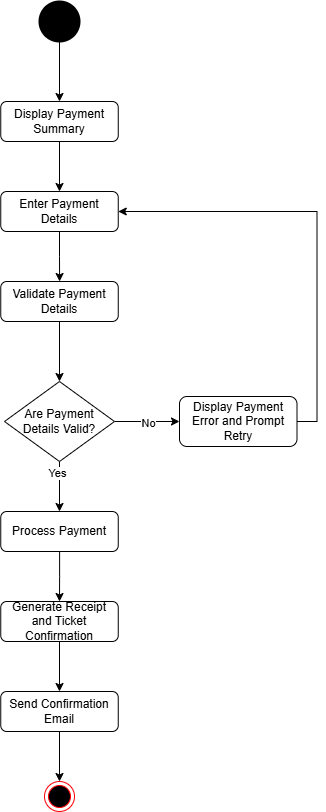 Display Payment
Summary
Enter Payment
Details
Validate Payment
Details
Are Payment
Details Valid?
No
Display Payment
Error and Prompt
Retry
Yes
Process Payment
Generate Receipt
and Ticket
Confirmation
Send Confirmation
Email